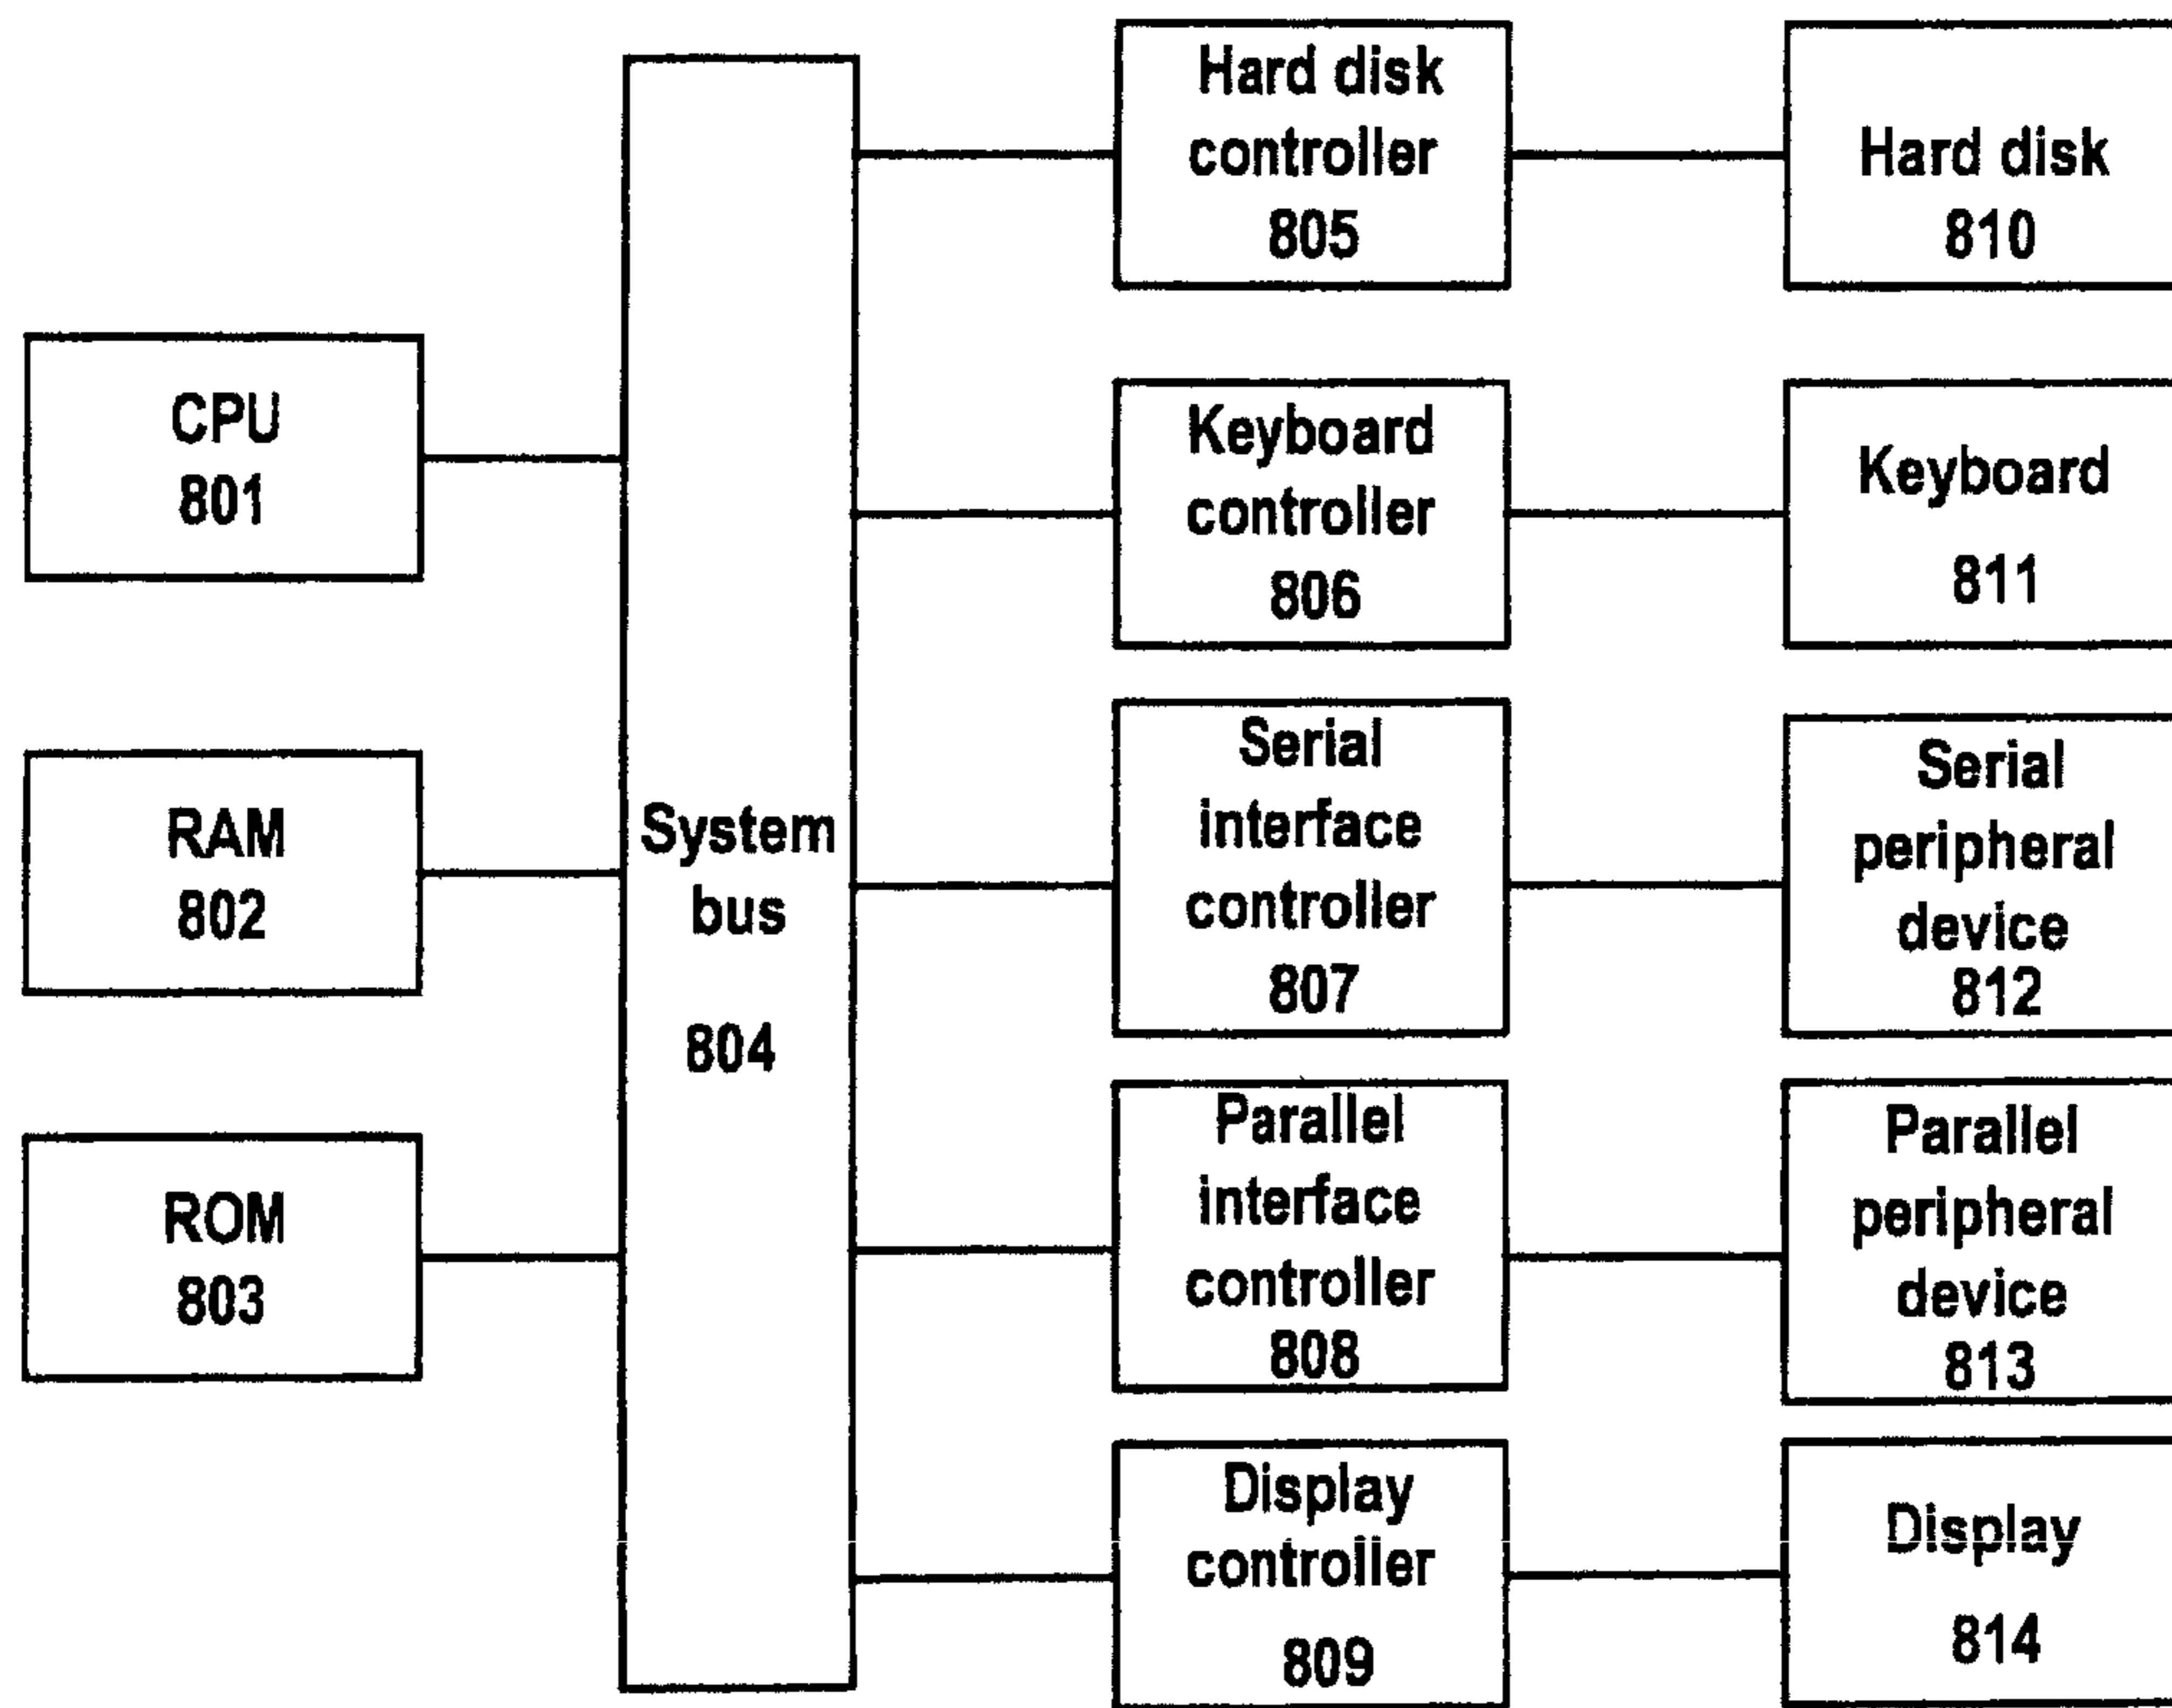 CPU
801
RAM
802
ROM
803
System
bus
804
Hard disk
controller
805
Keyboard
controller
806
Serial
interface
controller
807
Parallel
interface
controller
808
Display
controller
809
Hard disk
810
Keyboard
811
Serial
peripheral
device
812
Parallel
peripheral
device
813
Display
814